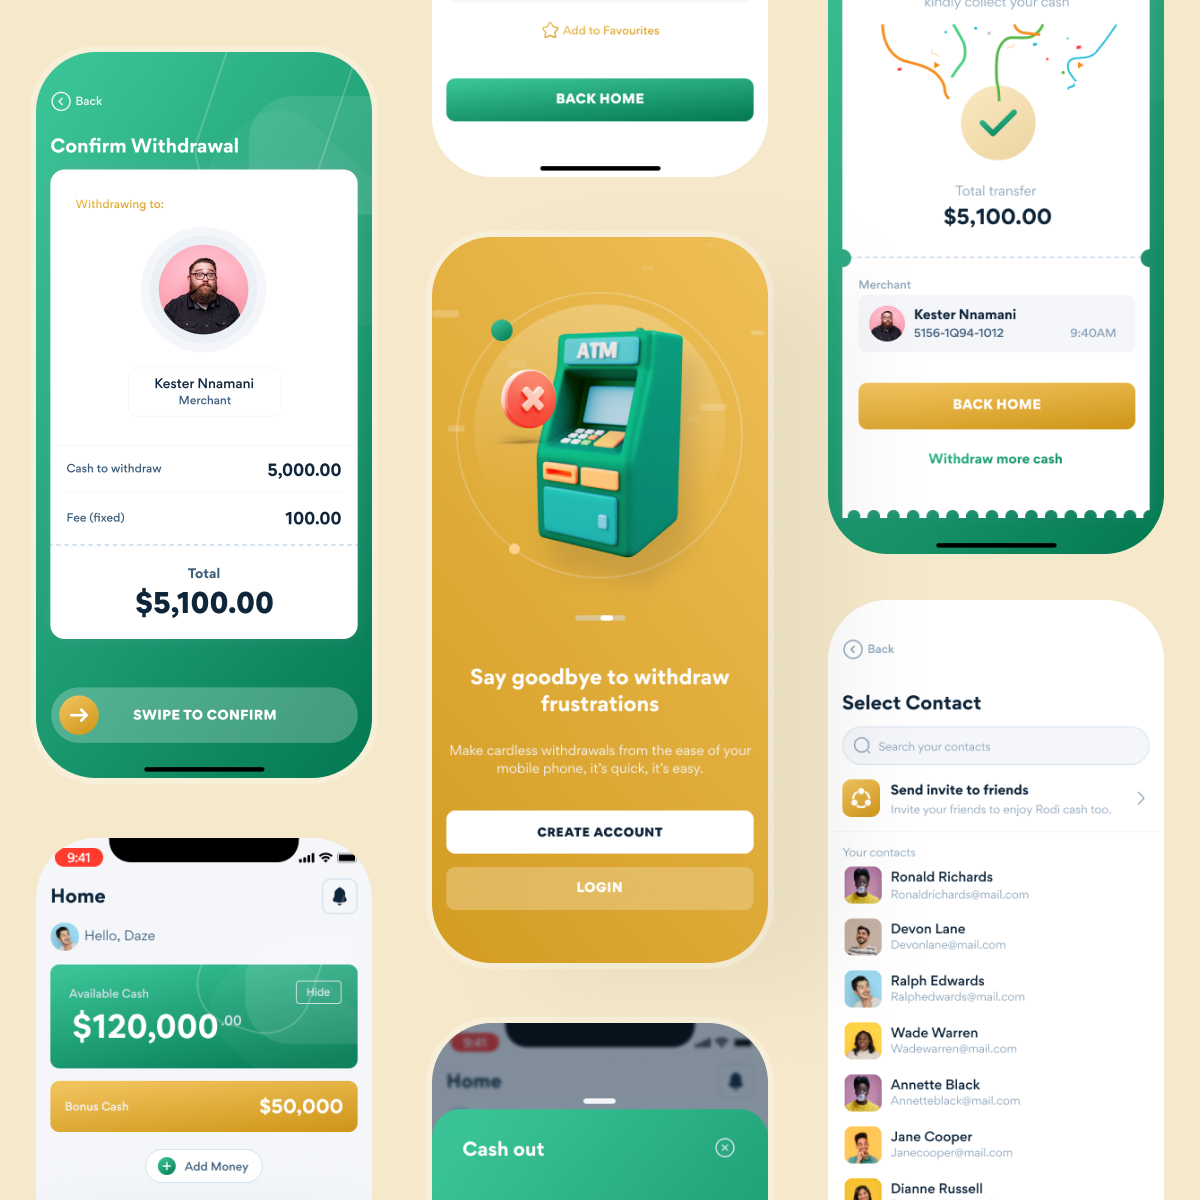 Back
Confirm Withdrawal
Withdrawing to:
Kester Nnamani
Merchant
Cash to withdraw 5,000.00
Fee (fixed) 100.00
Total
$5,100.00
SWIPE TO CONFIRM
9:41
Home
Hello, Daze
Available Cash Hide
$120,000.00
Bonus Cash $50,000
Add Money
Add to Favourites
BACK HOME
ATM
Say goodbye to withdraw
frustrations
Make cardless withdrawals from the ease of your
mobile phone, it's quick, it's easy.
CREATE ACCOUNT
LOGIN
9:41
Home
Cash out
kindly collect your cash
Total transfer
$5,100.00
Merchant
Kester Nnamani
5156-1Q94-1012 9:40AM
BACK HOME
Withdraw more cash
Back
Select Contact
Search your contacts
Send invite to friends
Invite your friends to enjoy Rodi cash too.
Your contacts
Ronald Richards
Ronaldrichards@mail.com
Devon Lane
Devonlane@mail.com
Ralph Edwards
Ralphedwards@mail.com
Wade Warren
Wadewarren@mail.com
Annette Black
Annetteblack@mail.com
Jane Cooper
Janecooper@mail.com
Dianne Russell